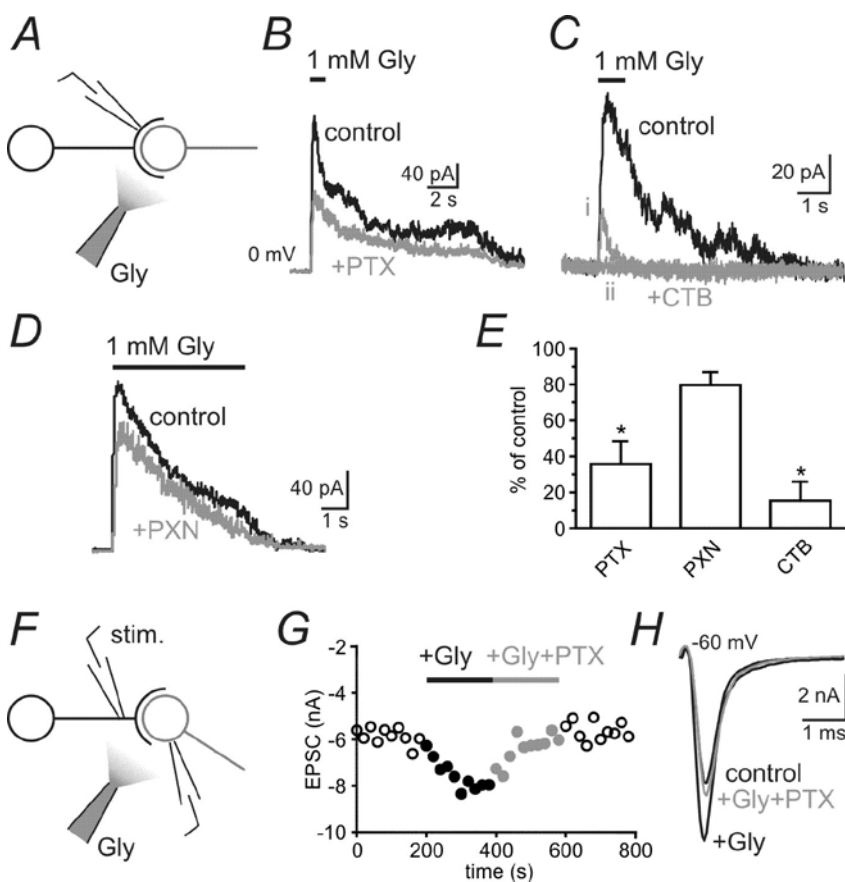 A
Gly
B
1 mM Gly
control
40 pA
2 s
0 mV
+PTX
C
1 mM Gly
control
20 pA
1 s
i
ii
+CTB
D
1 mM Gly
control
40 pA
1 s
+PXN
E
% of control
100
80
60
40
20
0
*
*
PTX
PXN
CTB
F
stim.
Gly
G
+Gly
+Gly+PTX
EPSC (nA)
-2
-4
-6
-8
-10
0
200
400
600
800
time (s)
H
-60 mV
2 nA
1 ms
control
+Gly+PTX
+Gly